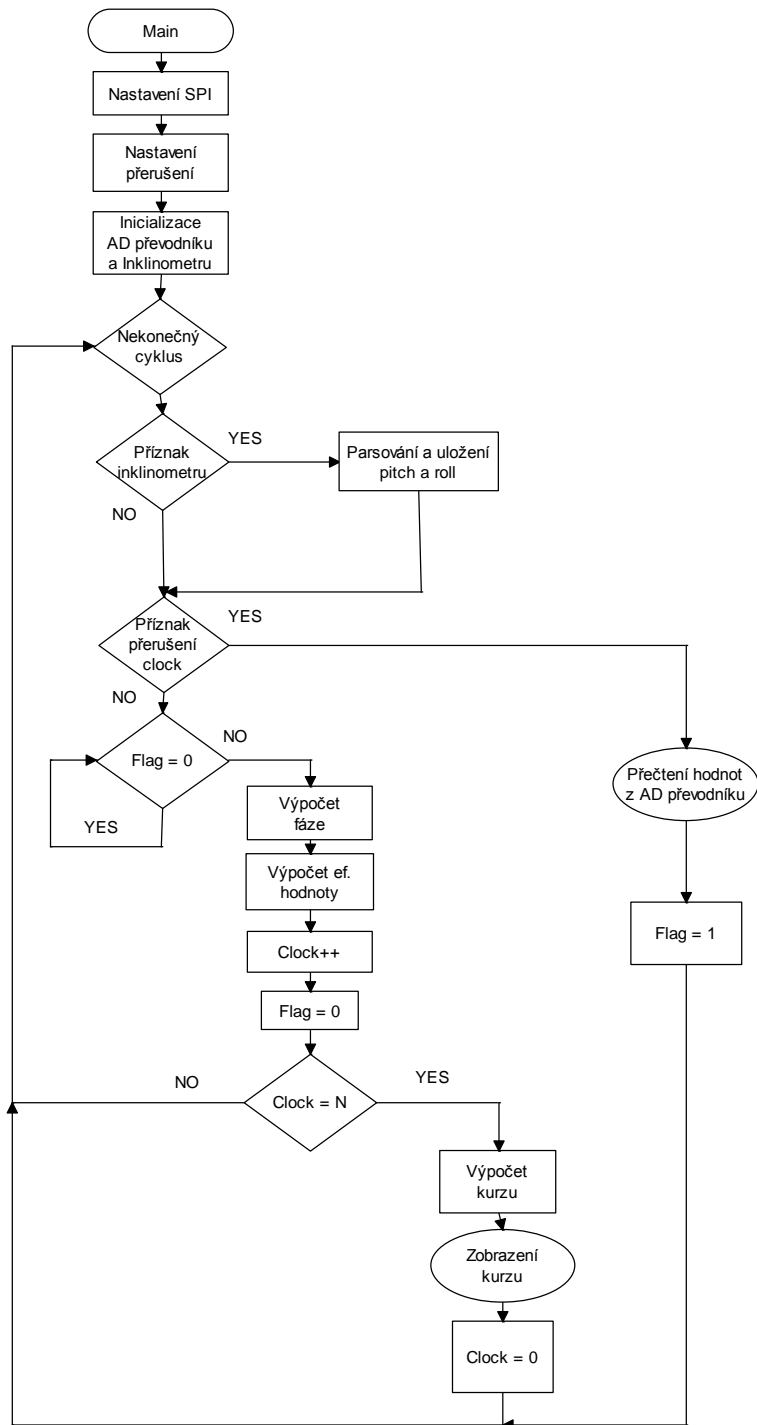 Main
Nastavení SPI
Nastavení
přerušení
Inicializace
AD převodníku
a Inklinometru
Nekonečný
cyklus
Příznak
inklinometru
YES
Parsování a uložení
pitch a roll
NO
Příznak
přerušení
clock
YES
NO
Flag = 0
NO
YES
Výpočet
fáze
Přečtení hodnot
z AD převodníku
Výpočet ef.
hodnoty
Clock++
Flag = 1
Flag = 0
Clock = N
NO
YES
Výpočet
kurzu
Zobrazení
kurzu
Clock = 0